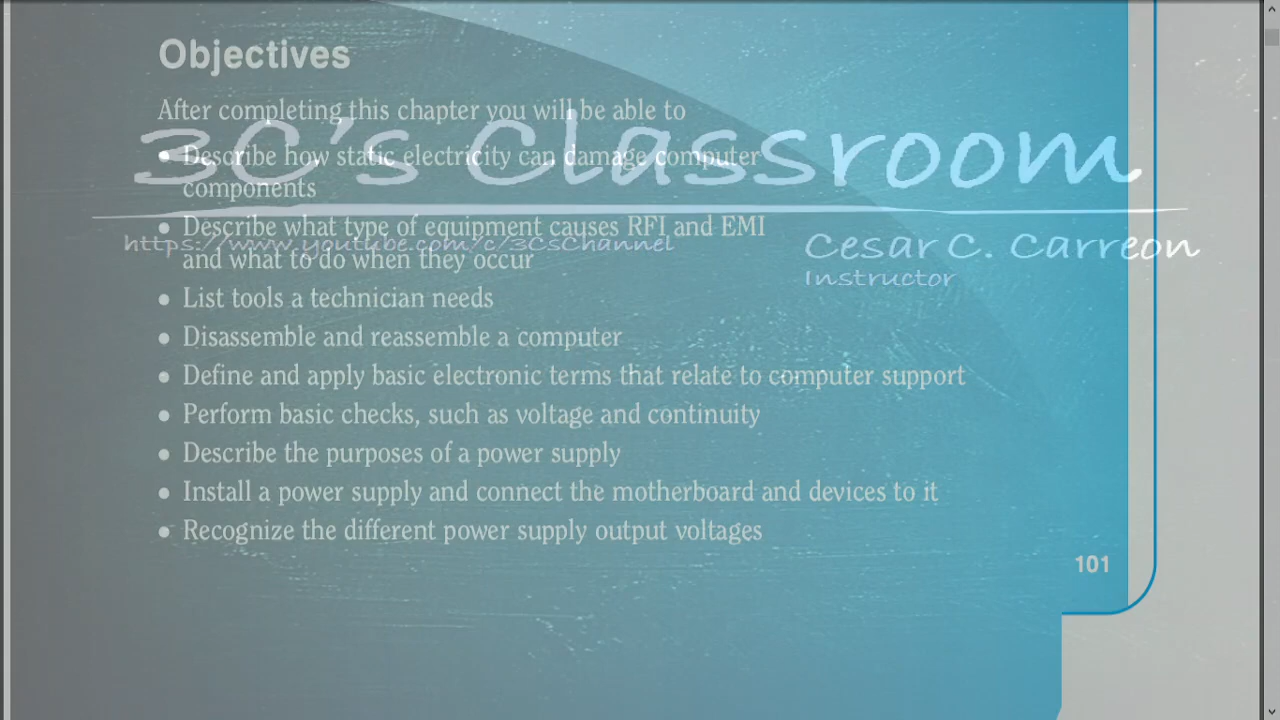 Objectives
After completing this chapter you will be able to
3C's Classroom
• Describe how static electricity can damage computer
components
• Describe what type of equipment causes RFI and EMI
and what to do when they occur
https://www.youtube.com/c/3CsChannel
Cesar C. Carreon
Instructor
• List tools a technician needs
• Disassemble and reassemble a computer
• Define and apply basic electronic terms that relate to computer support
• Perform basic checks, such as voltage and continuity
• Describe the purposes of a power supply
• Install a power supply and connect the motherboard and devices to it
• Recognize the different power supply output voltages
101